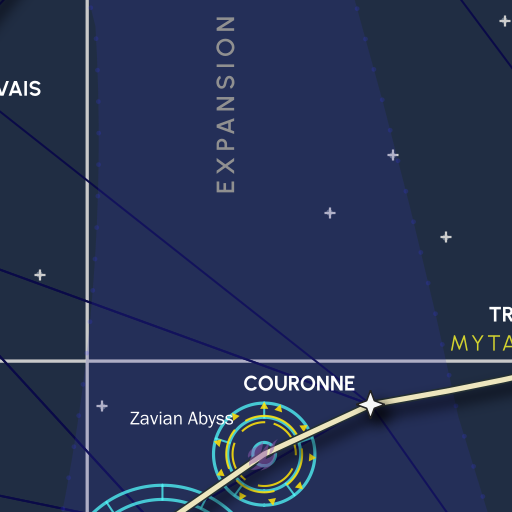 EXPANSION
VAIS
TR
MYTA
COURONNE
Zavian Abyss